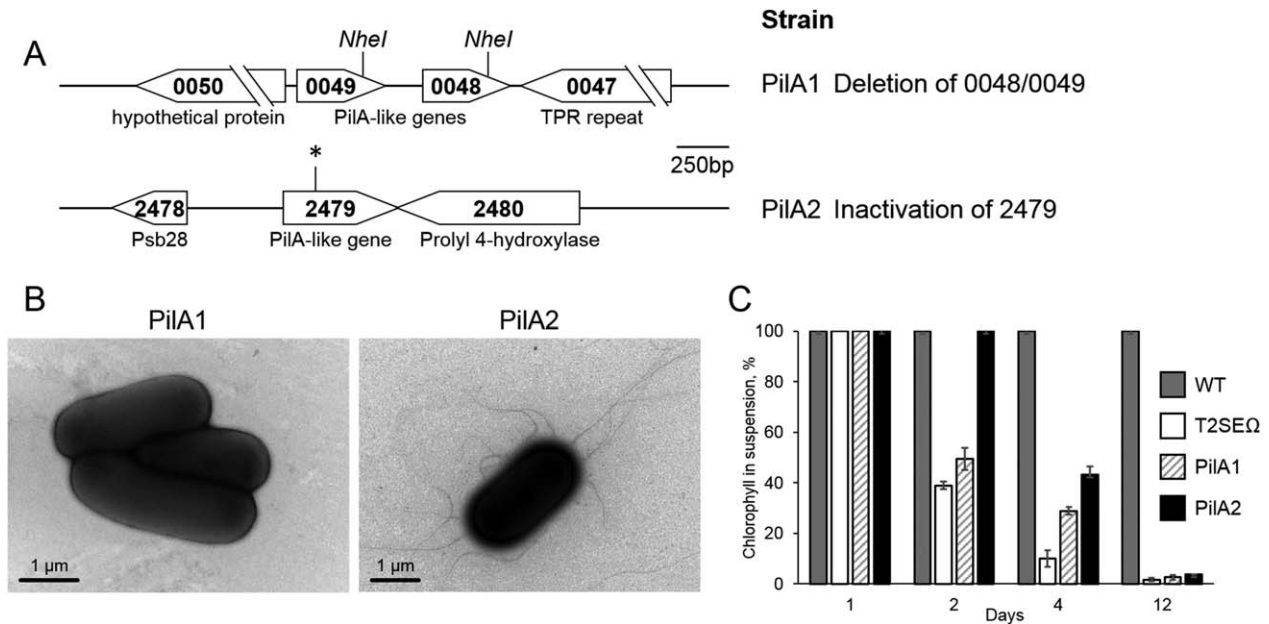 Strain
A
NheI NheI
0050 0049 0048 0047
PilA1 Deletion of 0048/0049
hypothetical protein PilA-like genes TPR repeat
*
250bp
2478 2479 2480
PilA2 Inactivation of 2479
Psb28 PilA-like gene Prolyl 4-hydroxylase
B
PilA1 PilA2
1 µm 1 µm
C
Chlorophyll in suspension, %
100
80
60
40
20
0
1 2 4 12
Days
WT
T2SEΩ
PilA1
PilA2